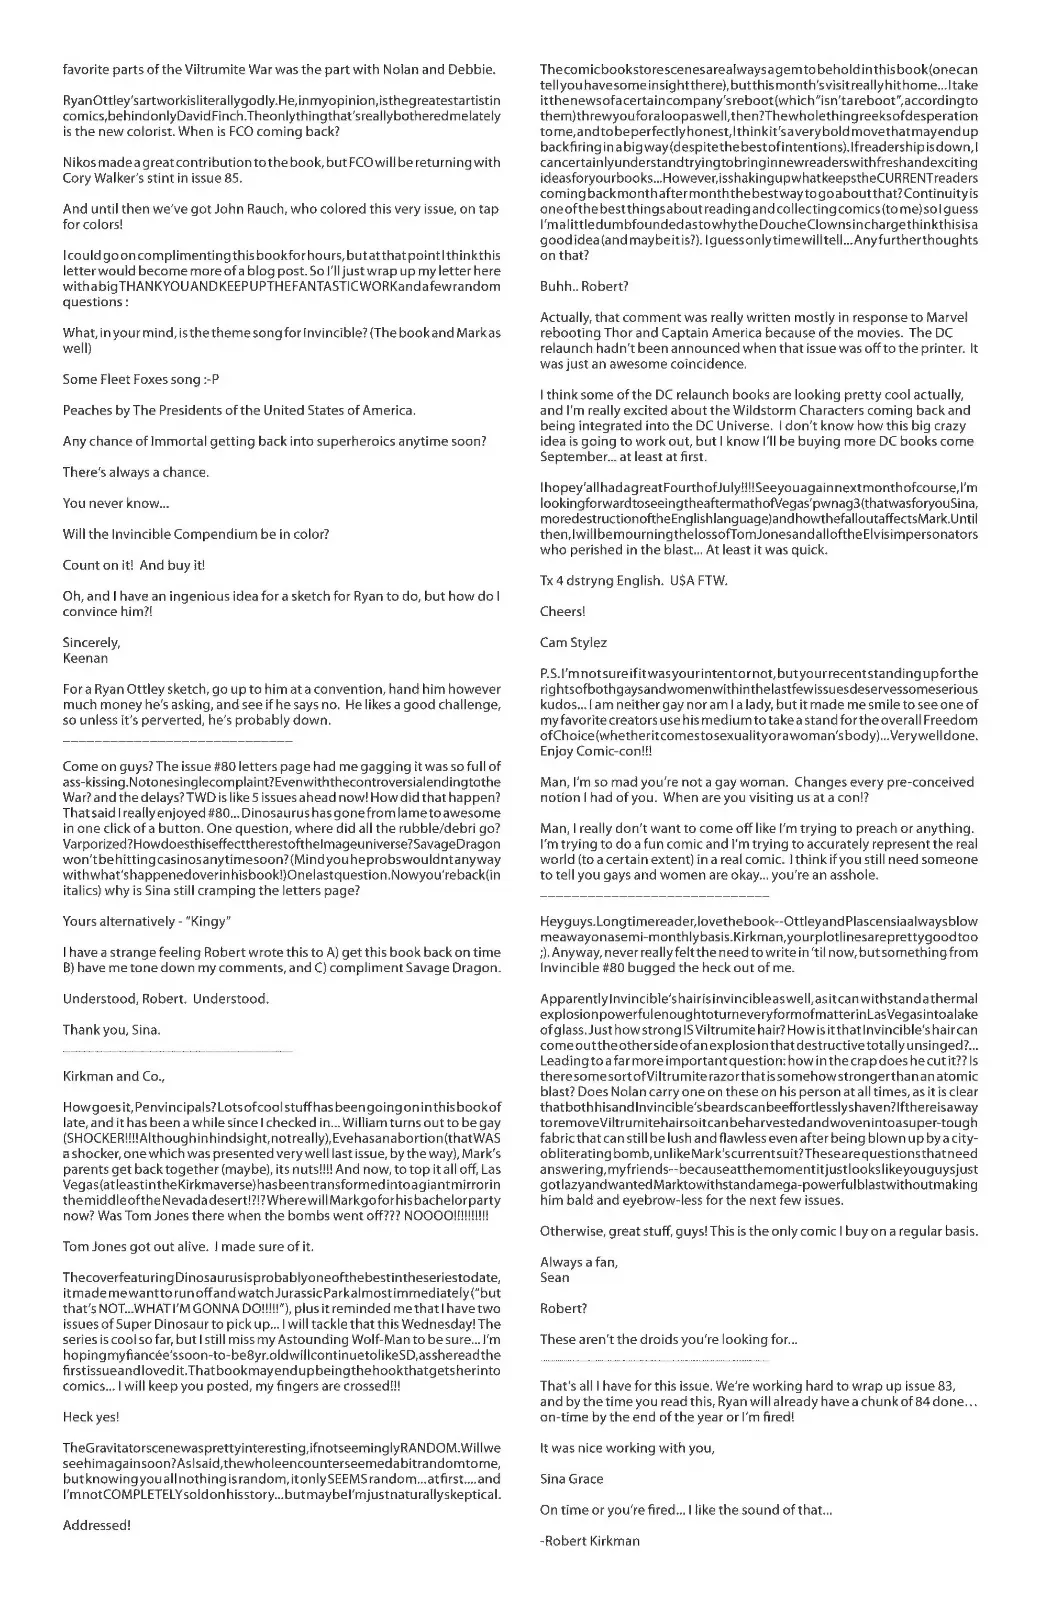 favorite parts of the Viltrumite War was the part with Nolan and Debbie.
Ryan Ottley's artwork is literally godly. He, in my opinion, is the greatest artist in
comics, behind only David Finch. The only thing that's really bothered me lately
is the new colorist. When is FCO coming back?
Nikos made a great contribution to the book, but FCO will be returning with
Cory Walker's stint in issue 85.
And until then we've got John Rauch, who colored this very issue, on tap
for colors!
I could go on complimenting this book for hours, but at that point I think this
letter would become more of a blog post. So I'll just wrap up my letter here
with a big THANK YOU AND KEEP UP THE FANTASTIC WORK and a few random
questions :
What, in your mind, is the theme song for Invincible? (The book and Mark as
well)
Some Fleet Foxes song :-P
Peaches by The Presidents of the United States of America.
Any chance of Immortal getting back into superheroics anytime soon?
There's always a chance.
You never know...
Will the Invincible Compendium be in color?
Count on it! And buy it!
Oh, and I have an ingenious idea for a sketch for Ryan to do, but how do I
convince him?!
Sincerely,
Keenan
For a Ryan Ottley sketch, go up to him at a convention, hand him however
much money he's asking, and see if he says no. He likes a good challenge,
so unless it's perverted, he's probably down.
______________________________
Come on guys? The issue #80 letters page had me gagging it was so full of
ass-kissing. Not one single complaint? Even with the controversial ending to the
War? and the delays? TWD is like 5 issues ahead now! How did that happen?
That said I really enjoyed #80... Dinosaurus has gone from lame to awesome
in one click of a button. One question, where did all the rubble/debri go?
Varporized? How does this effect the rest of the Image universe? Savage Dragon
won't be hitting casinos anytime soon? (Mind you he probs wouldnt anyway
with what's happened over in his book!) One last question. Now you're back (in
italics) why is Sina still cramping the letters page?
Yours alternatively - "Kingy"
I have a strange feeling Robert wrote this to A) get this book back on time
B) have me tone down my comments, and C) compliment Savage Dragon.
Understood, Robert. Understood.
Thank you, Sina.
______________________________
Kirkman and Co.,
How goes it, Penvincipals? Lots of cool stuff has been going on in this book of
late, and it has been a while since I checked in... William turns out to be gay
(SHOCKER!!!! Although in hindsight, not really), Eve has an abortion (that WAS
a shocker, one which was presented very well last issue, by the way), Mark's
parents get back together (maybe), its nuts!!!! And now, to top it all off, Las
Vegas (at least in the Kirkmaverse) has been transformed into a giant mirror in
the middle of the Nevada desert!?!? Where will Mark go for his bachelor party
now? Was Tom Jones there when the bombs went off??? NOOOO!!!!!!!!!!
Tom Jones got out alive. I made sure of it.
The cover featuring Dinosaurus is probably one of the best in the series to date,
it made me want to run off and watch Jurassic Park almost immediately ("but
that's NOT...WHAT I'M GONNA DO!!!!!"), plus it reminded me that I have two
issues of Super Dinosaur to pick up... I will tackle that this Wednesday! The
series is cool so far, but I still miss my Astounding Wolf-Man to be sure... I'm
hoping my fiancée's soon-to-be 8yr. old will continue to like SD, as she read the
first issue and loved it. That book may end up being the hook that gets her into
comics... I will keep you posted, my fingers are crossed!!!
Heck yes!
The Gravitator scene was pretty interesting, if not seemingly RANDOM. Will we
see him again soon? As I said, the whole encounter seemed a bit random to me,
but knowing you all nothing is random, it only SEEMS random...at first.... and
I'm not COMPLETELY sold on his story...but maybe I'm just naturally skeptical.
Addressed!
The comic book store scenes are always a gem to behold in this book (one can
tell you have some insight there), but this month's visit really hit home... I take
it the news of a certain company's reboot (which "isn't a reboot", according to
them) threw you for a loop as well, then? The whole thing reeks of desperation
to me, and to be perfectly honest, I think it's a very bold move that may end up
backfiring in a big way (despite the best of intentions). If readership is down, I
can certainly understand trying to bring in new readers with fresh and exciting
ideas for your books... However, is shaking up what keeps the CURRENT readers
coming back month after month the best way to go about that? Continuity is
one of the best things about reading and collecting comics (to me) so I guess
I'm a little dumbfounded as to why the Douche Clowns in charge think this is a
good idea (and maybe it is?). I guess only time will tell... Any further thoughts
on that?
Buhh.. Robert?
Actually, that comment was really written mostly in response to Marvel
rebooting Thor and Captain America because of the movies. The DC
relaunch hadn't been announced when that issue was off to the printer. It
was just an awesome coincidence.
I think some of the DC relaunch books are looking pretty cool actually,
and I'm really excited about the Wildstorm Characters coming back and
being integrated into the DC Universe. I don't know how this big crazy
idea is going to work out, but I know I'll be buying more DC books come
September... at least at first.
I hope y'all had a great Fourth of July!!!! See you again next month of course, I'm
looking forward to seeing the aftermath of Vegas' pwnag3 (that was for you Sina,
more destruction of the English language) and how the fallout affects Mark. Until
then, I will be mourning the loss of Tom Jones and all of the Elvis impersonators
who perished in the blast... At least it was quick.
Tx 4 dstryng English. U$A FTW.
Cheers!
Cam Stylez
P.S. I'm not sure if it was your intent or not, but your recent standing up for the
rights of both gays and women within the last few issues deserves some serious
kudos... I am neither gay nor am I a lady, but it made me smile to see one of
my favorite creators use his medium to take a stand for the overall Freedom
of Choice (whether it comes to sexuality or a woman's body)... Very well done.
Enjoy Comic-con!!!
Man, I'm so mad you're not a gay woman. Changes every pre-conceived
notion I had of you. When are you visiting us at a con!?
Man, I really don't want to come off like I'm trying to preach or anything.
I'm trying to do a fun comic and I'm trying to accurately represent the real
world (to a certain extent) in a real comic. I think if you still need someone
to tell you gays and women are okay... you're an asshole.
______________________________
Hey guys. Longtime reader, love the book--Ottley and Plascensia always blow
me away on a semi-monthly basis. Kirkman, your plotlines are pretty good too
;). Anyway, never really felt the need to write in 'til now, but something from
Invincible #80 bugged the heck out of me.
Apparently Invincible's hair is invincible as well, as it can withstand a thermal
explosion powerful enough to turn every form of matter in Las Vegas into a lake
of glass. Just how strong IS Viltrumite hair? How is it that Invincible's hair can
come out the other side of an explosion that destructive totally unsinged?...
Leading to a far more important question: how in the crap does he cut it?? Is
there some sort of Viltrumite razor that is somehow stronger than an atomic
blast? Does Nolan carry one on these on his person at all times, as it is clear
that both his and Invincible's beards can be effortlessly shaven? If there is a way
to remove Viltrumite hair so it can be harvested and woven into a super-tough
fabric that can still be lush and flawless even after being blown up by a city-
obliterating bomb, unlike Mark's current suit? These are questions that need
answering, my friends--because at the moment it just looks like you guys just
got lazy and wanted Mark to withstand a mega-powerful blast without making
him bald and eyebrow-less for the next few issues.
Otherwise, great stuff, guys! This is the only comic I buy on a regular basis.
Always a fan,
Sean
Robert?
These aren't the droids you're looking for...
______________________________
That's all I have for this issue. We're working hard to wrap up issue 83,
and by the time you read this, Ryan will already have a chunk of 84 done...
on-time by the end of the year or I'm fired!
It was nice working with you,
Sina Grace
On time or you're fired... I like the sound of that...
-Robert Kirkman